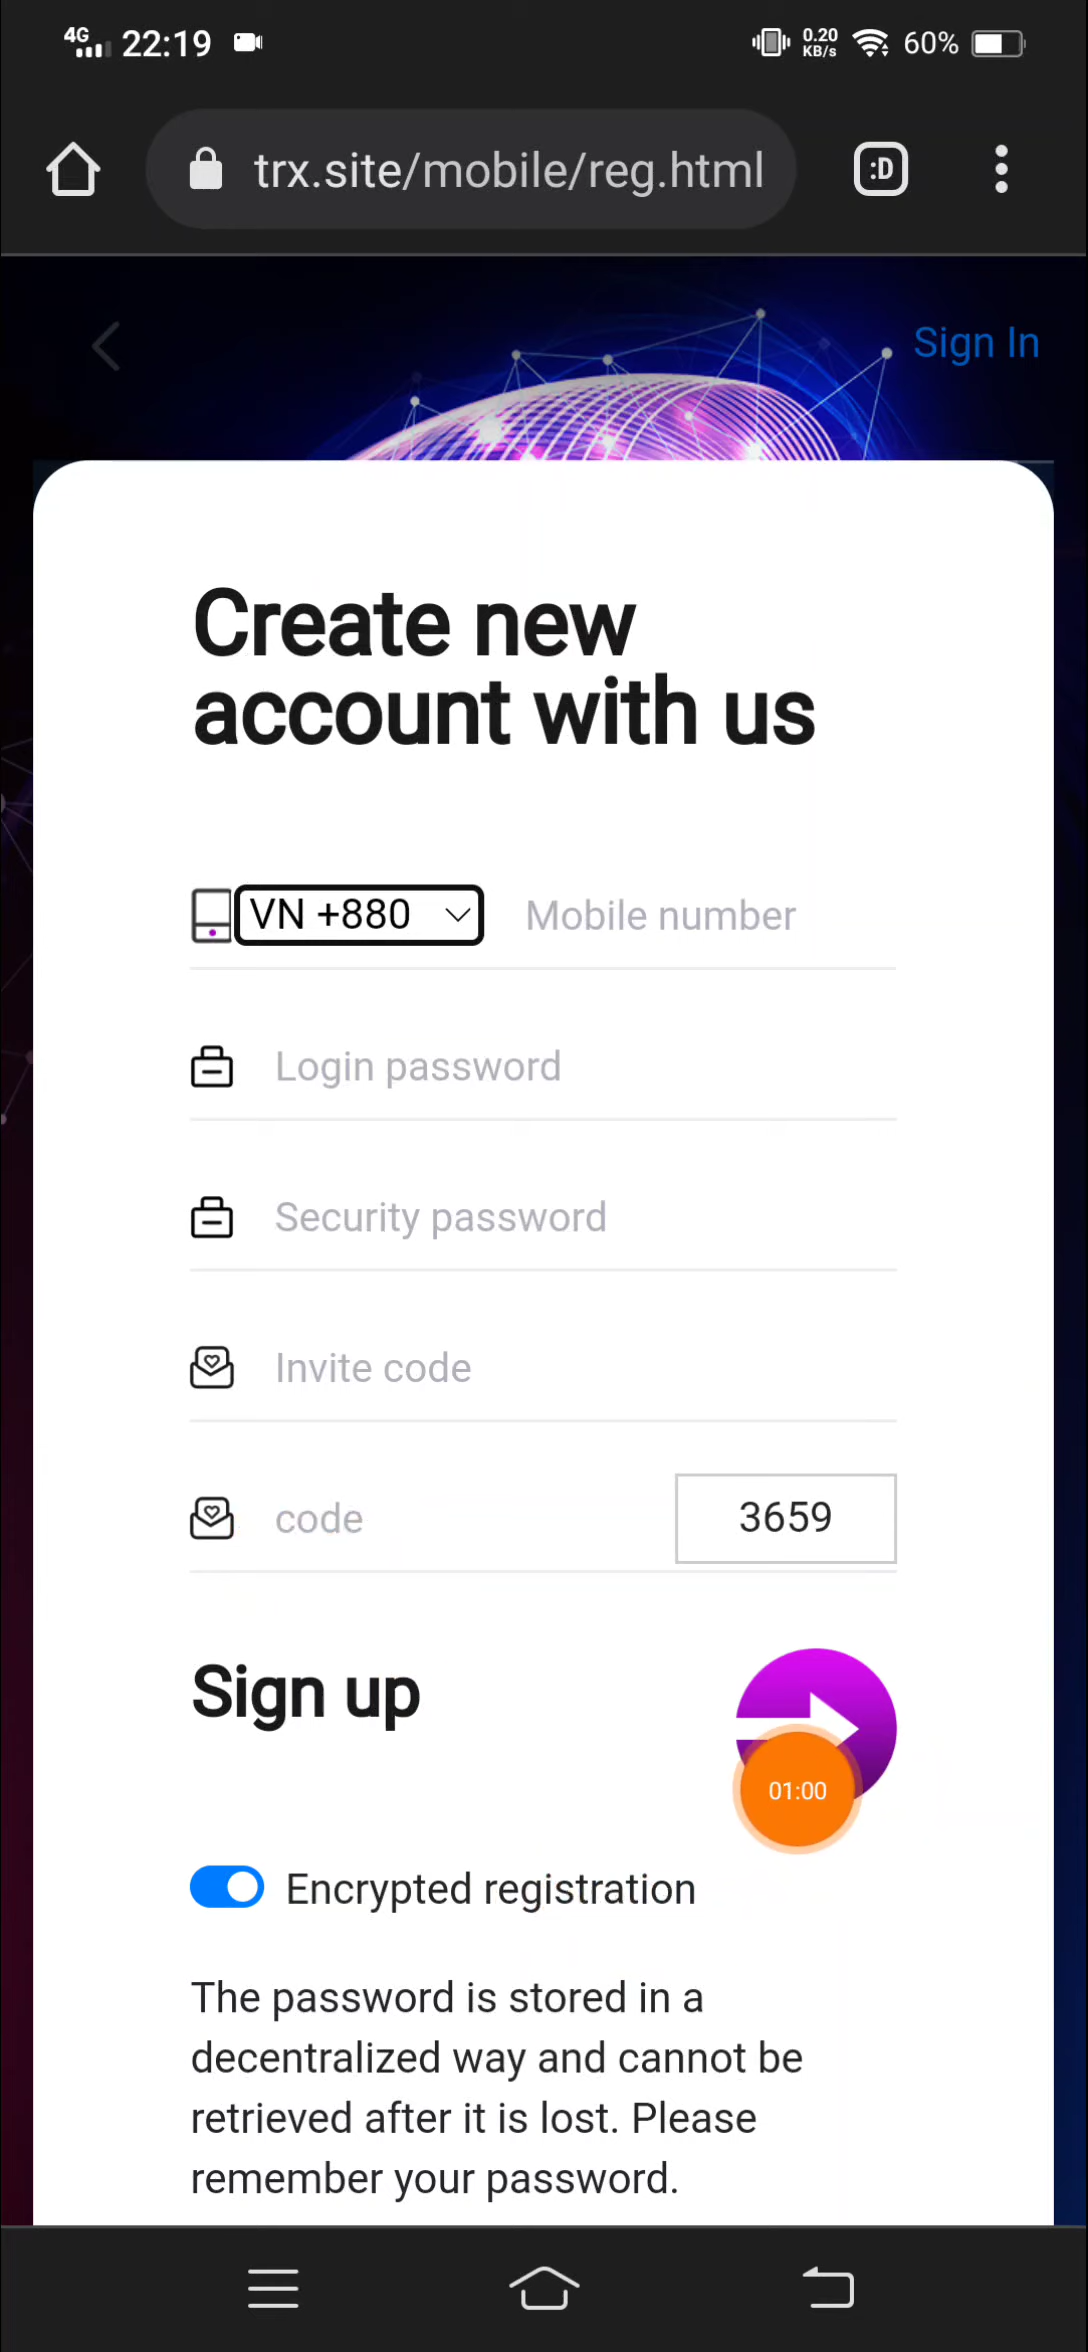 4G 22:19 0.20 KB/s 60%
trx.site/mobile/reg.html :D
Sign In
Create new
account with us
VN +880 Mobile number
Login password
Security password
Invite code
code 3659
Sign up
01:00
Encrypted registration
The password is stored in a
decentralized way and cannot be
retrieved after it is lost. Please
remember your password.